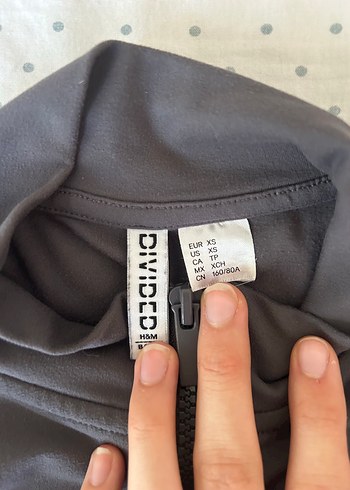 DIVIDED
H&M
EUR XS
US XS
CA TP
MX XCH
CN 160/80A